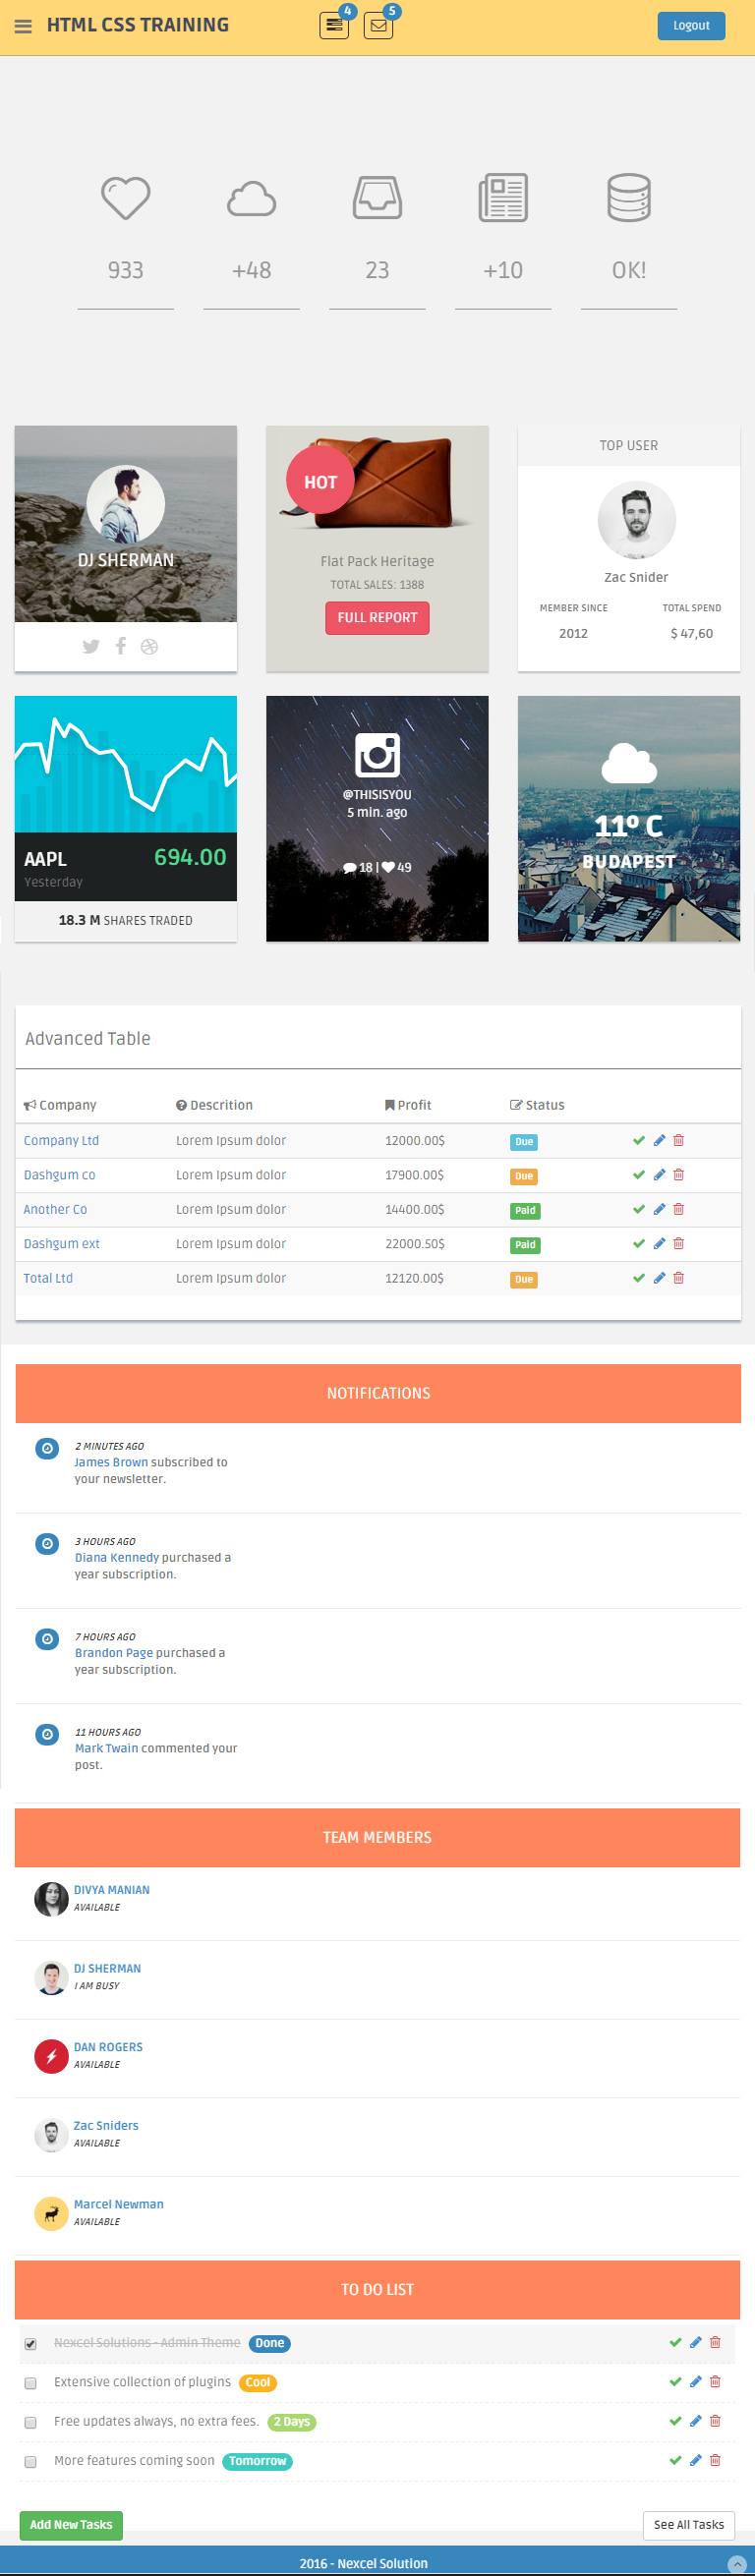 HTML CSS TRAINING 4 5 Logout
933 +48 23 +10 OK!
DJ SHERMAN
HOT
Flat Pack Heritage
TOTAL SALES: 1388
FULL REPORT
TOP USER
Zac Snider
MEMBER SINCE TOTAL SPEND
2012 $ 47,60
AAPL 694.00
Yesterday
18.3 M SHARES TRADED
@THISISYOU
5 min. ago
18 | 49
11º C
BUDAPEST
Advanced Table
Company Descrition Profit Status
Company Ltd Lorem Ipsum dolor 12000.00$ Due
Dashgum co Lorem Ipsum dolor 17900.00$ Due
Another Co Lorem Ipsum dolor 14400.00$ Paid
Dashgum ext Lorem Ipsum dolor 22000.50$ Paid
Total Ltd Lorem Ipsum dolor 12120.00$ Due
NOTIFICATIONS
2 MINUTES AGO
James Brown subscribed to
your newsletter.
3 HOURS AGO
Diana Kennedy purchased a
year subscription.
7 HOURS AGO
Brandon Page purchased a
year subscription.
11 HOURS AGO
Mark Twain commented your
post.
TEAM MEMBERS
DIVYA MANIAN
AVAILABLE
DJ SHERMAN
I AM BUSY
DAN ROGERS
AVAILABLE
Zac Sniders
AVAILABLE
Marcel Newman
AVAILABLE
TO DO LIST
Nexcel Solutions - Admin Theme Done
Extensive collection of plugins Cool
Free updates always, no extra fees. 2 Days
More features coming soon Tomorrow
Add New Tasks See All Tasks
2016 - Nexcel Solution